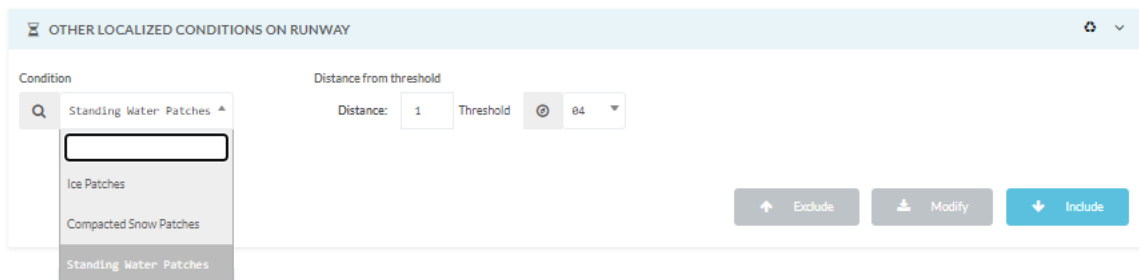 OTHER LOCALIZED CONDITIONS ON RUNWAY
Condition
Distance from threshold
Standing Water Patches
Distance: 1 Threshold 04
Ice Patches
Compacted Snow Patches
Standing Water Patches
Exclude Modify Include